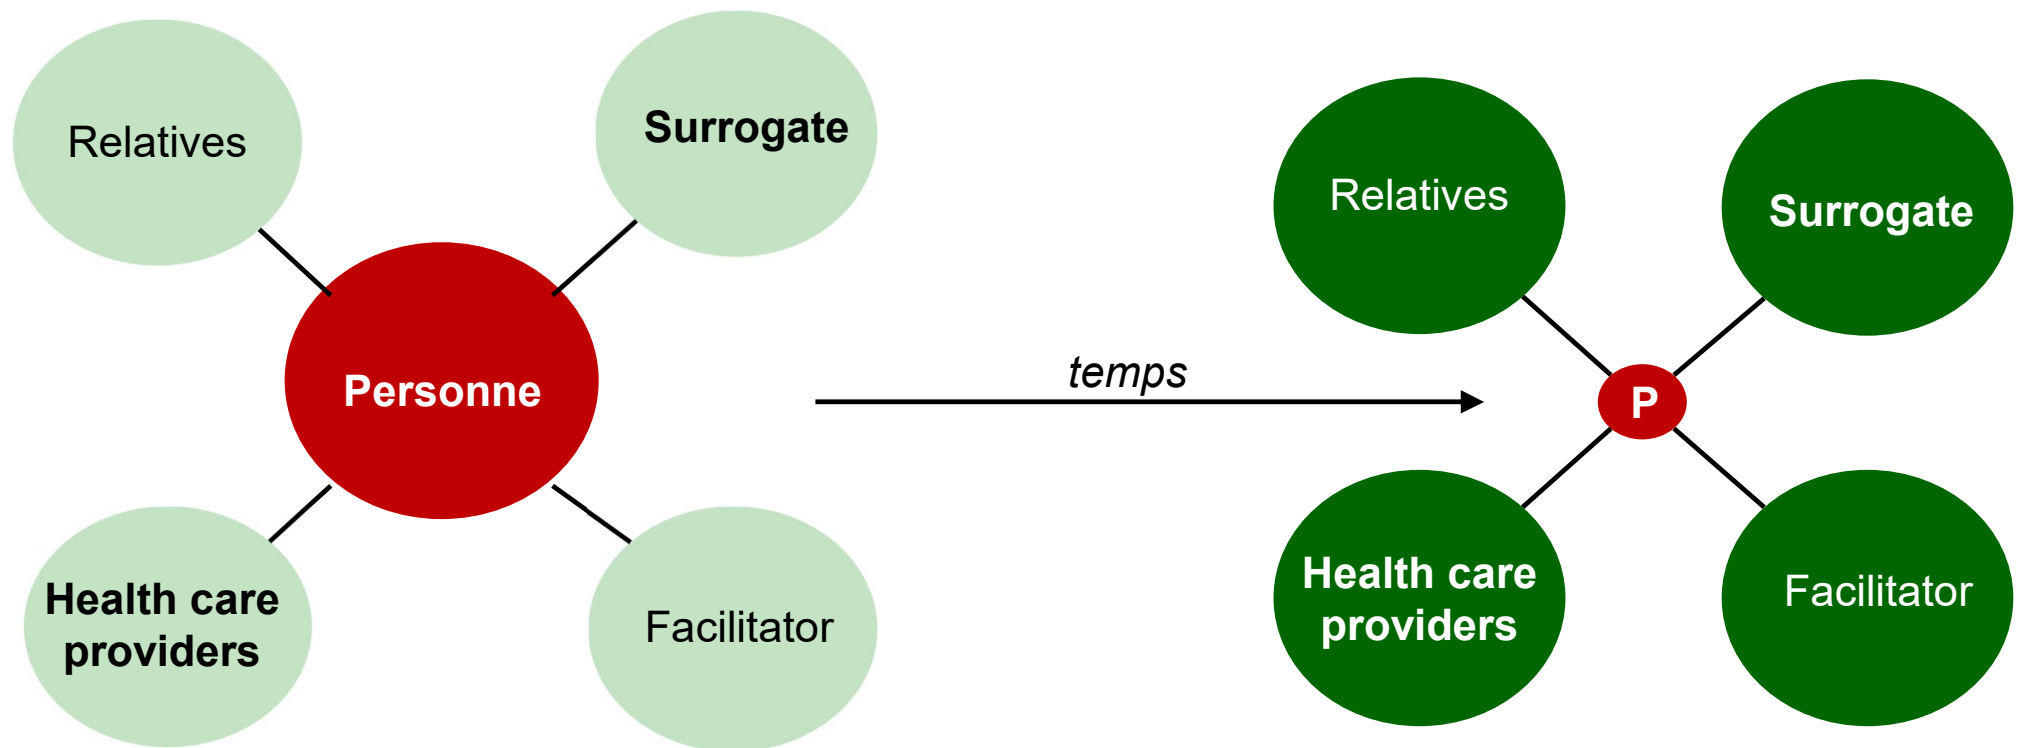 Relatives
Surrogate
Personne
Health care
providers
Facilitator
temps
Relatives
Surrogate
P
Health care
providers
Facilitator